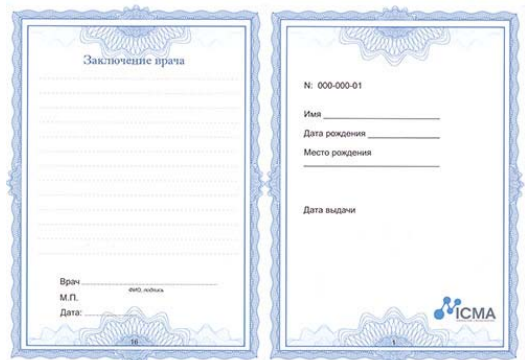 Заключение врача
Врач
ФИО, подпись
М.П.
Дата:
16
N: 000-000-01
Имя
Дата рождения
Место рождения
Дата выдачи
ICMA
1